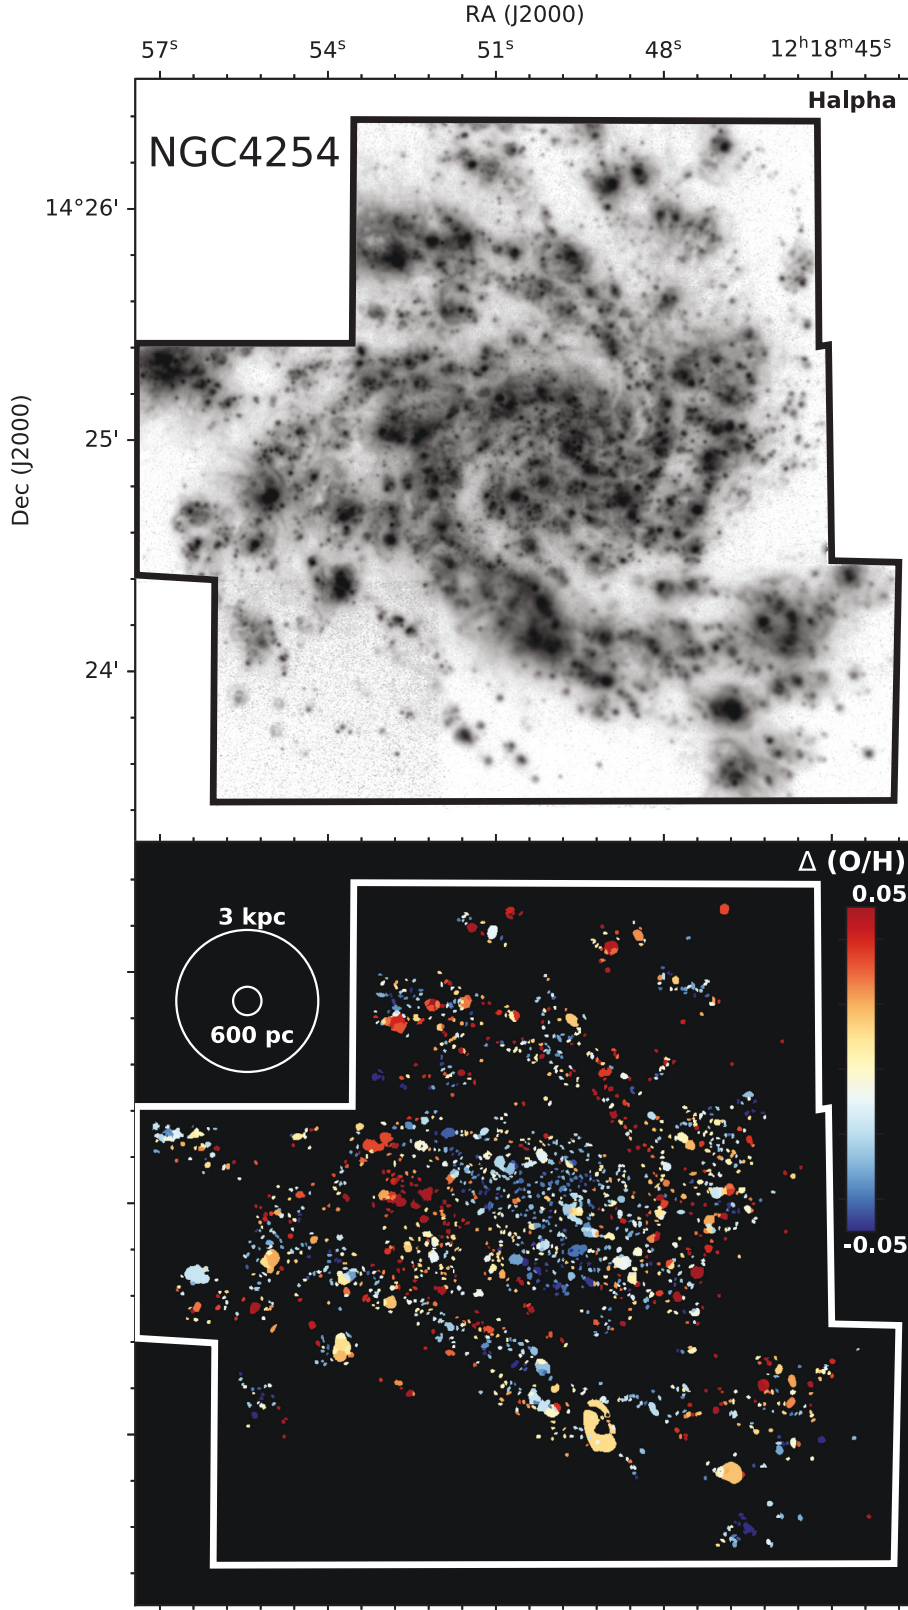 RA (J2000)
57ˢ 54ˢ 51ˢ 48ˢ 12ʰ18ᵐ45ˢ
Halpha
NGC4254
14°26'
25'
24'
Dec (J2000)
Δ (O/H)
0.05
3 kpc
600 pc
-0.05